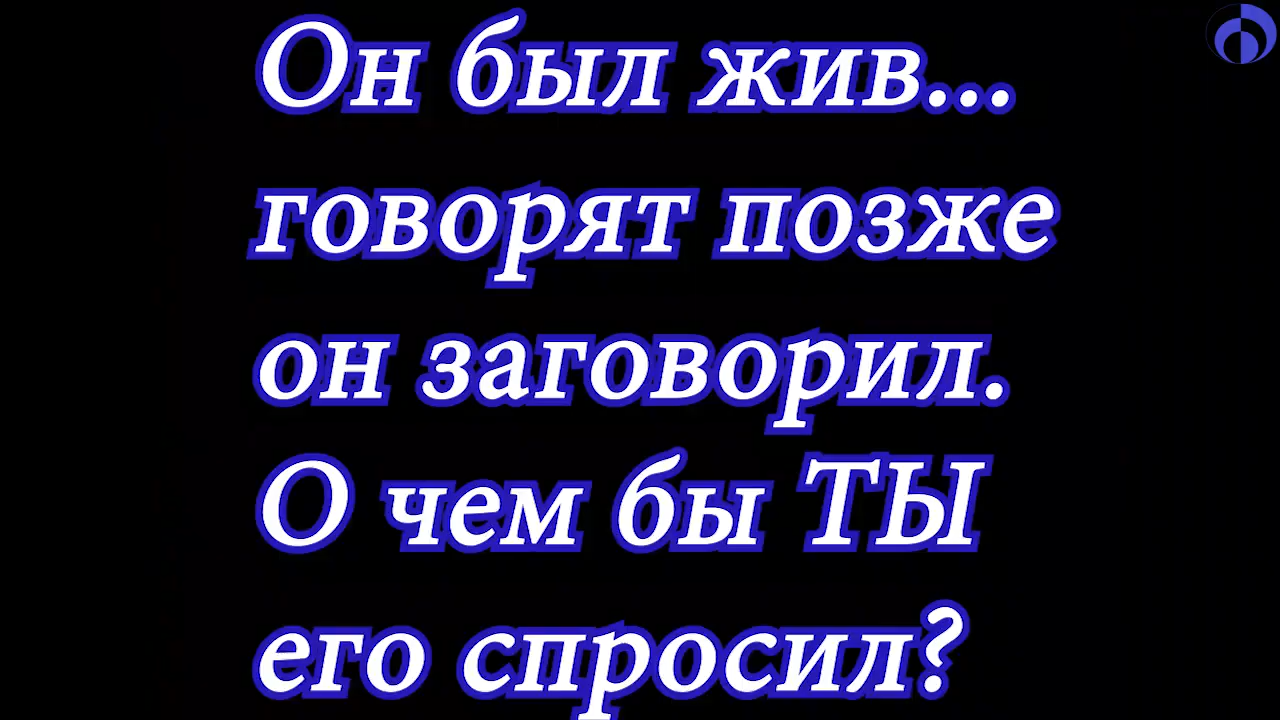 Он был жив...
говорят позже
он заговорил.
О чем бы ТЫ
его спросил?